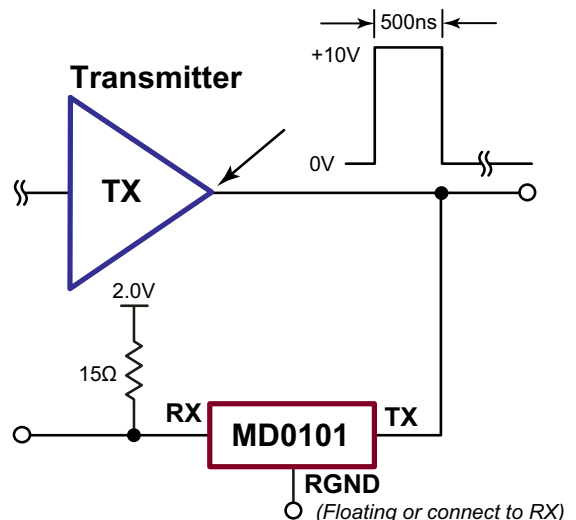 500ns
+10V
Transmitter
0V
TX
2.0V
15Ω
RX
MD0101
TX
RGND
(Floating or connect to RX)